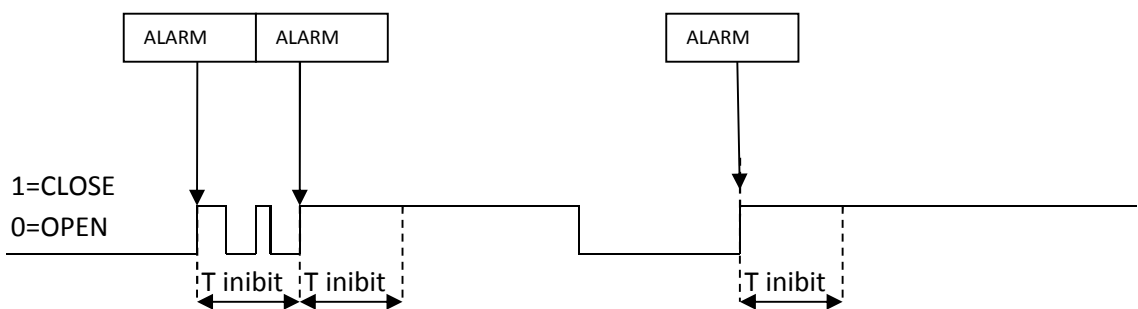 ALARM ALARM ALARM
1=CLOSE
0=OPEN
T inibit T inibit T inibit